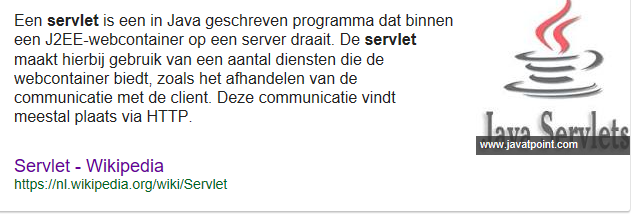 Een servlet is een in Java geschreven programma dat binnen
een J2EE-webcontainer op een server draait. De servlet
maakt hierbij gebruik van een aantal diensten die de
webcontainer biedt, zoals het afhandelen van de
communicatie met de client. Deze communicatie vindt
meestal plaats via HTTP.
Java Servlets
www.javatpoint.com
Servlet - Wikipedia
https://nl.wikipedia.org/wiki/Servlet